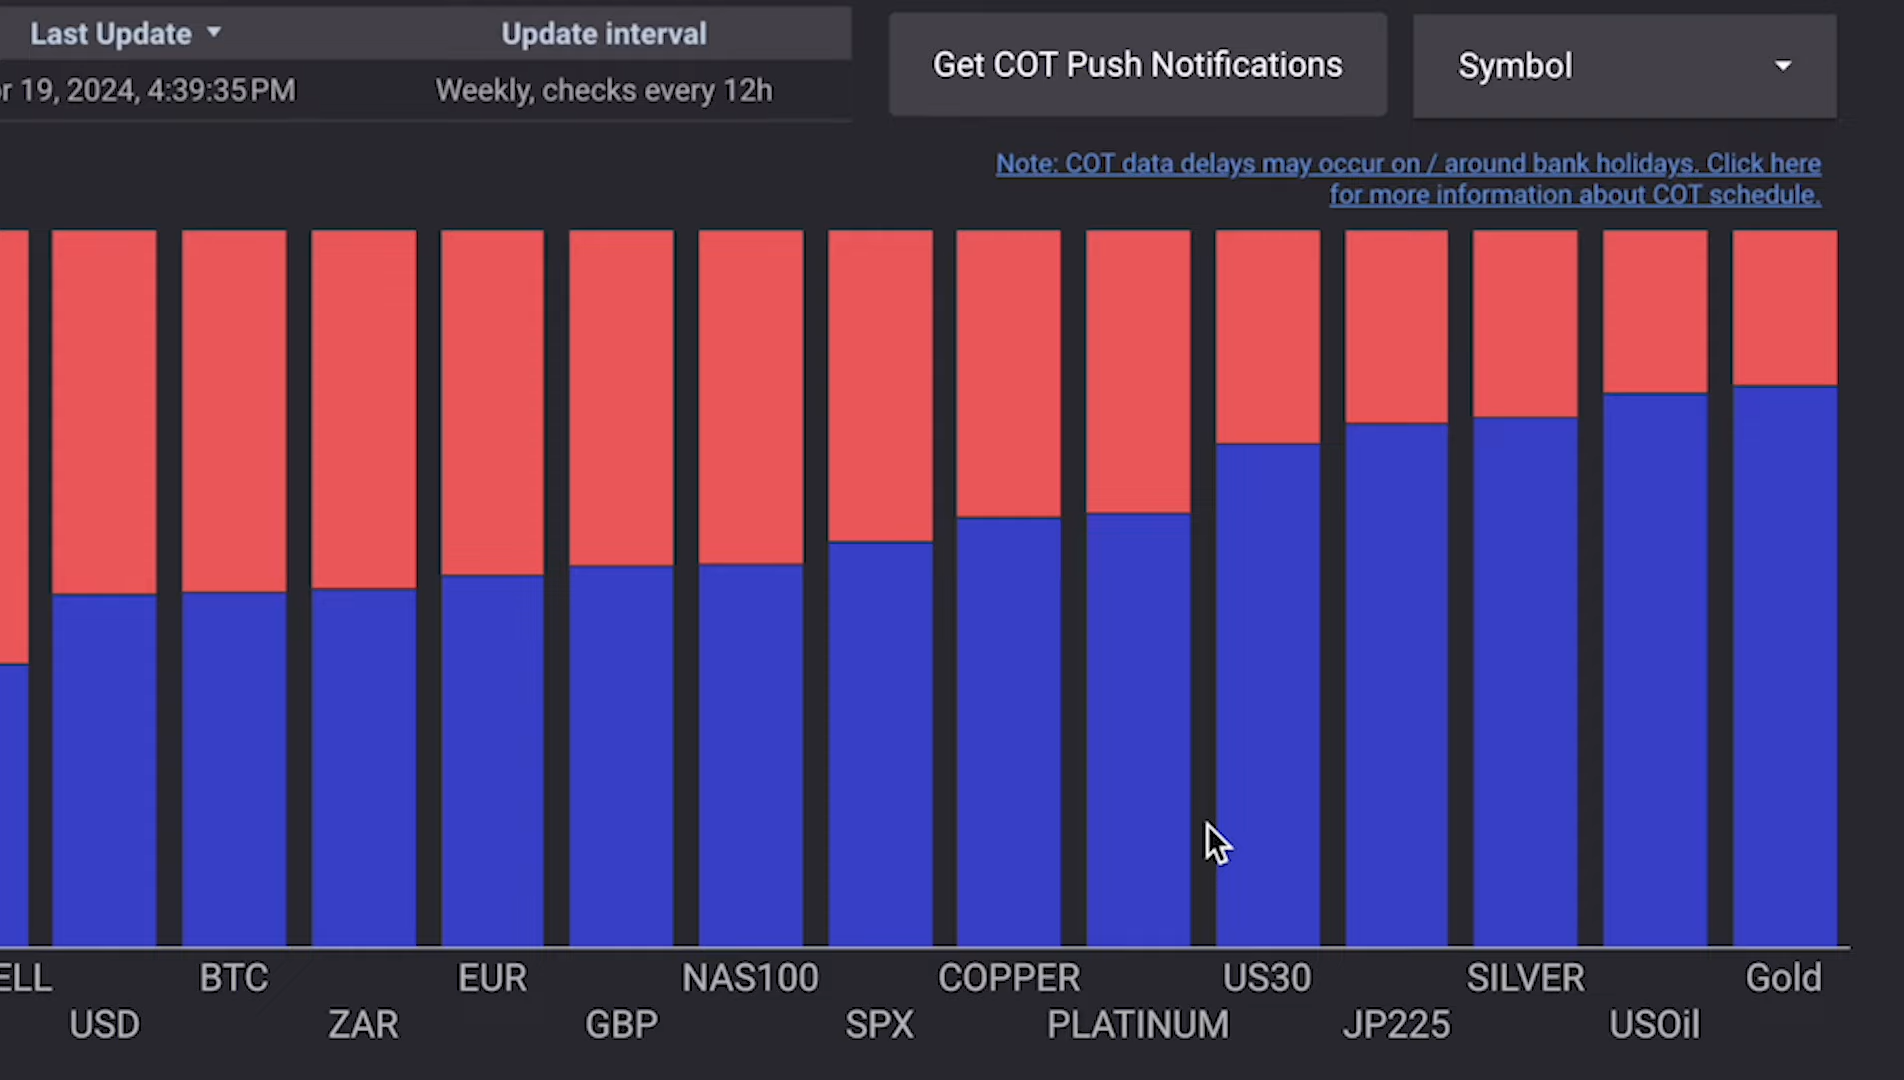 Last Update
Update interval
Get COT Push Notifications
Symbol
r 19, 2024, 4:39:35 PM
Weekly, checks every 12h
Note: COT data delays may occur on / around bank holidays. Click here
for more information about COT schedule.
ELL
BTC
EUR
NAS100
COPPER
US30
SILVER
Gold
USD
ZAR
GBP
SPX
PLATINUM
JP225
USOil